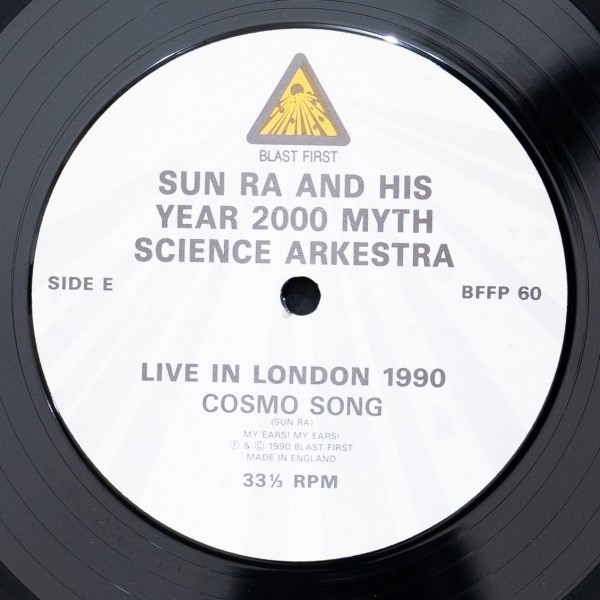 BLAST FIRST
SUN RA AND HIS
YEAR 2000 MYTH
SCIENCE ARKESTRA
SIDE E
BFFP 60
LIVE IN LONDON 1990
COSMO SONG
(SUN RA)
MY EARS! MY EARS!
℗ & © 1990 BLAST FIRST
MADE IN ENGLAND
33⅓ RPM